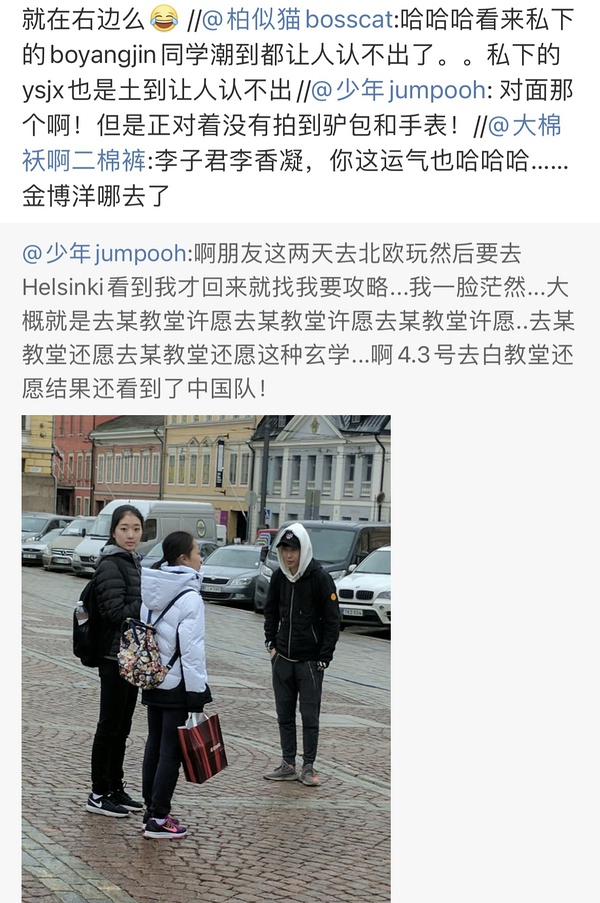 就在右边么😂 //@柏似猫bosscat:哈哈哈看来私下
的boyangjin同学潮到都让人认不出了。。私下的
ysjx也是土到让人认不出//@少年jumpooh: 对面那
个啊！但是正对着没有拍到驴包和手表！//@大棉
袄啊二棉裤:李子君李香凝，你这运气也哈哈哈……
金博洋哪去了
@少年jumpooh:啊朋友这两天去北欧玩然后要去
Helsinki看到我才回来就找我要攻略...我一脸茫然...大
概就是去某教堂许愿去某教堂许愿去某教堂许愿..去某
教堂还愿去某教堂还愿这种玄学...啊4.3号去白教堂还
愿结果还看到了中国队！